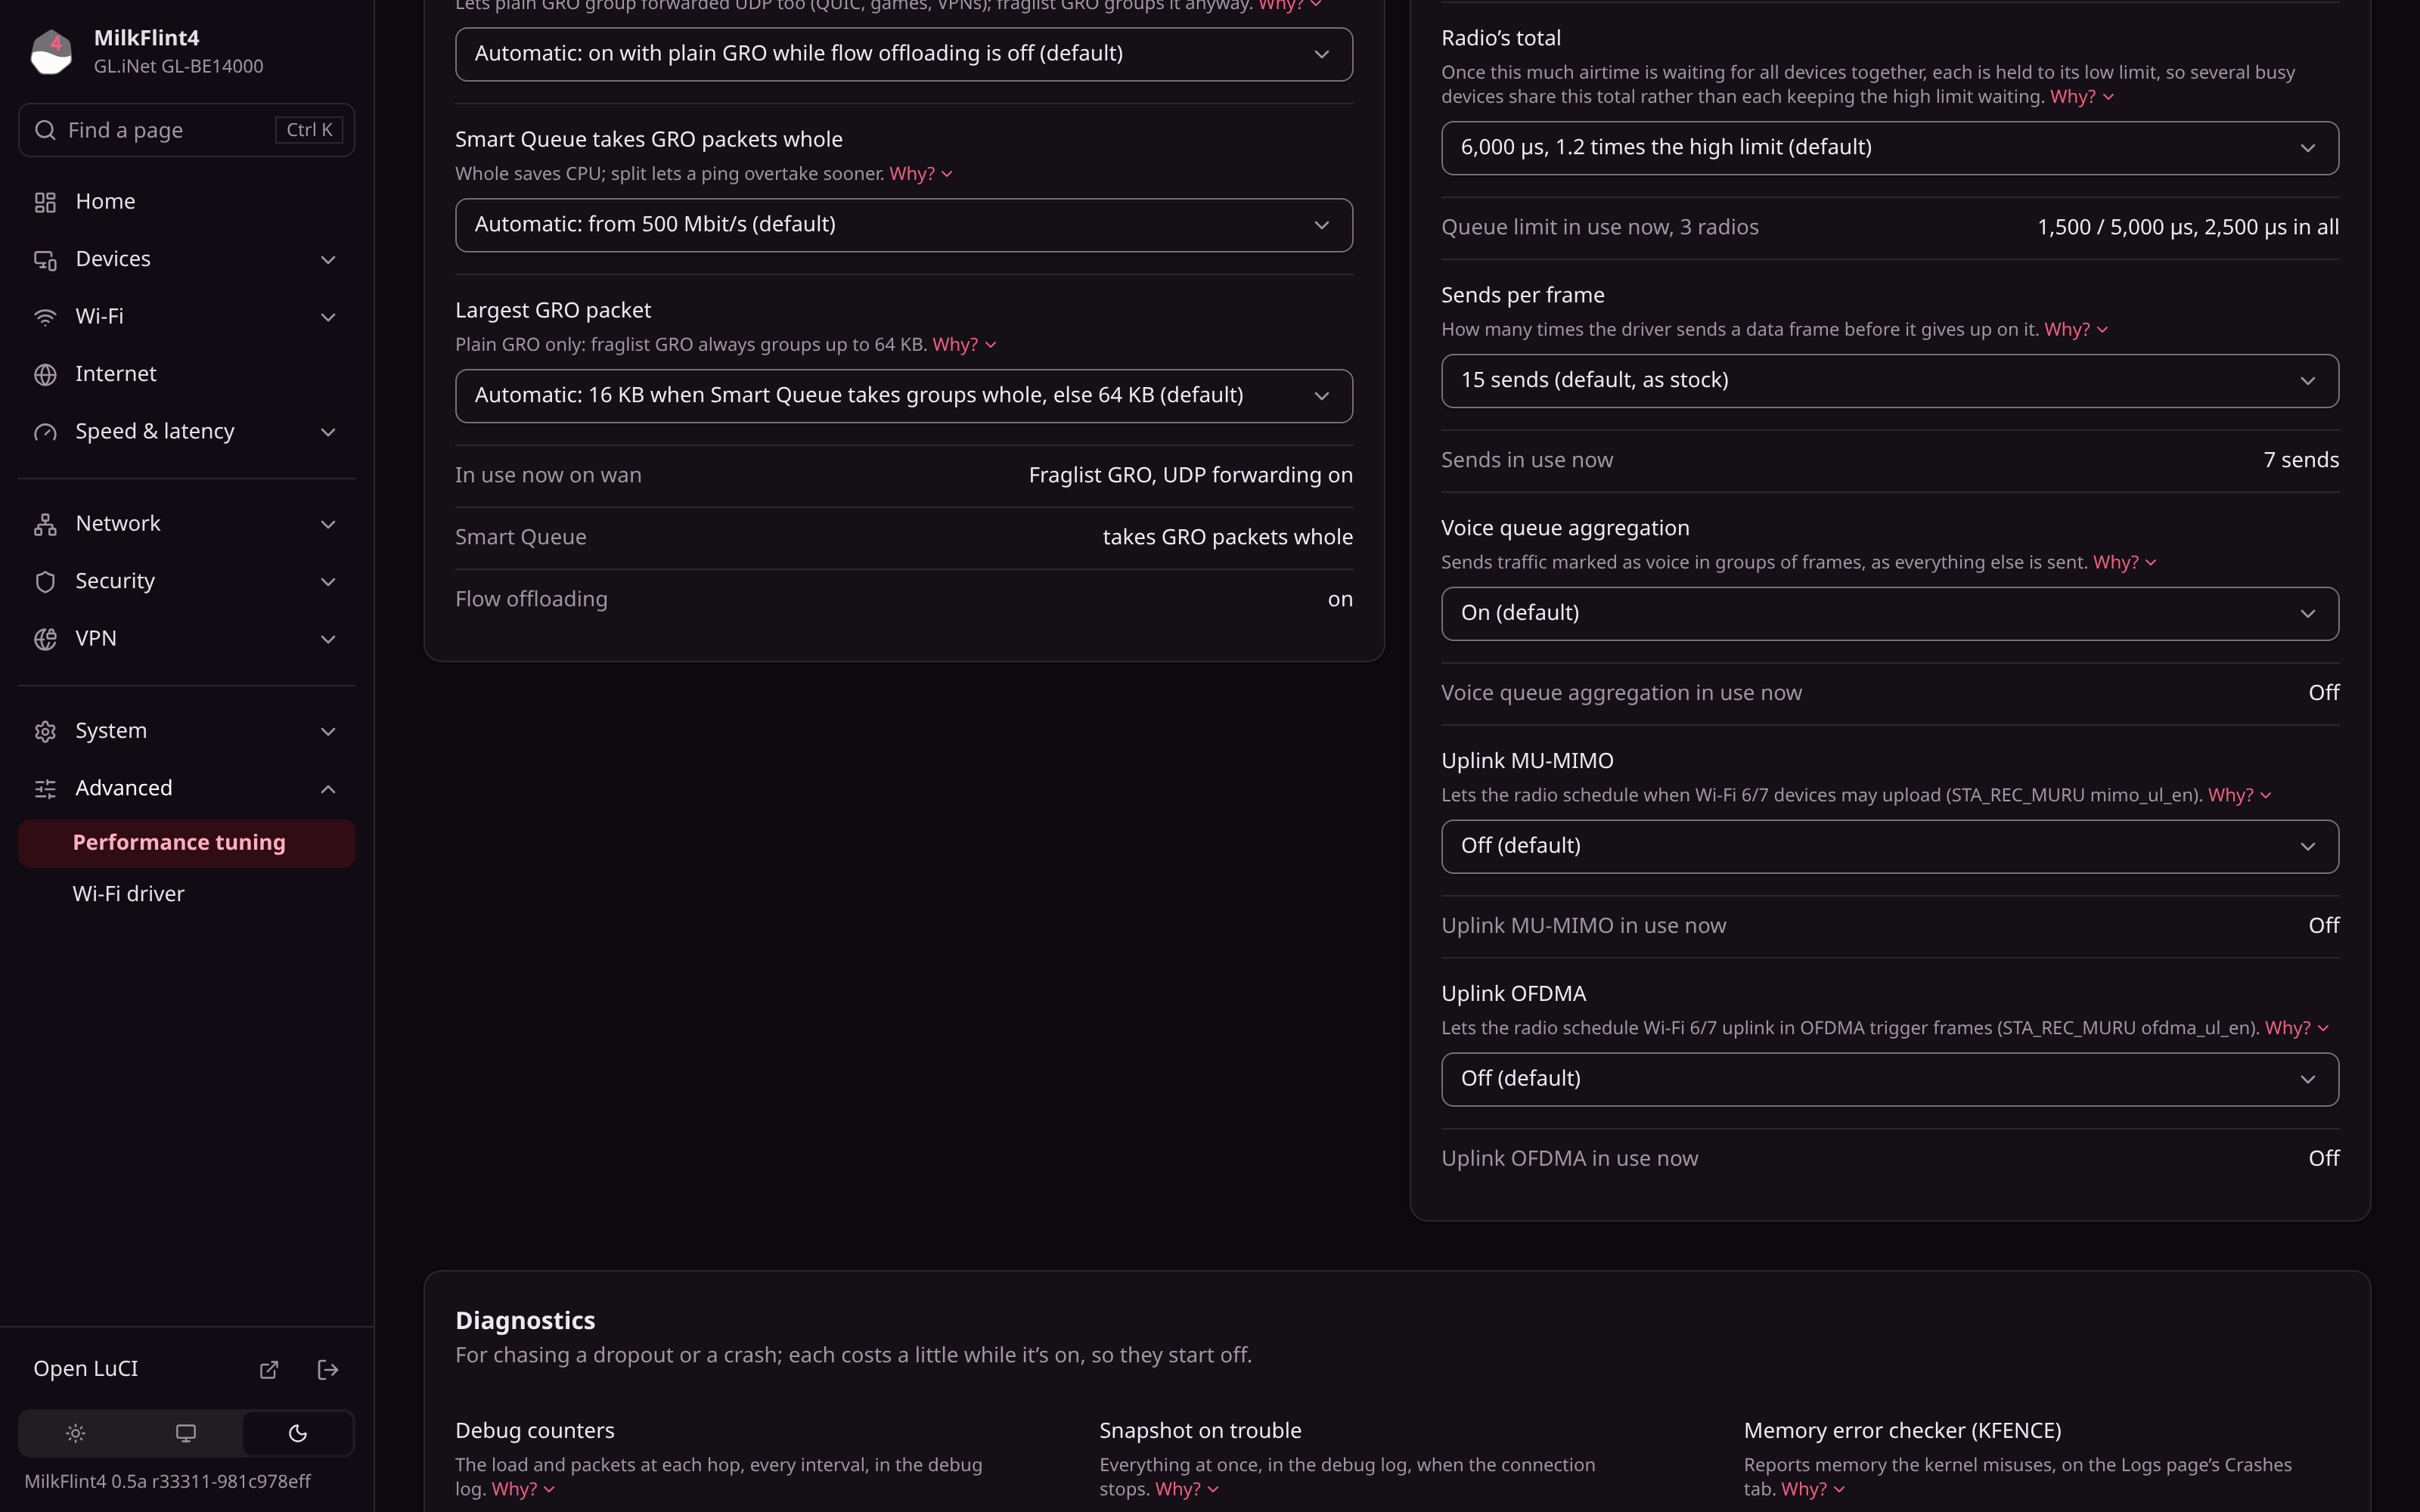 MilkFlint4
GL.iNet GL-BE14000
Find a page
Ctrl K
Home
Devices
Wi-Fi
Internet
Speed & latency
Network
Security
VPN
System
Advanced
Performance tuning
Wi-Fi driver
Open LuCI
MilkFlint4 0.5a r33311-981c978eff
Lets plain GRO group forwarded UDP too (QUIC, games, VPNs); fraglist GRO groups it anyway. Why?
Automatic: on with plain GRO while flow offloading is off (default)
Smart Queue takes GRO packets whole
Whole saves CPU; split lets a ping overtake sooner. Why?
Automatic: from 500 Mbit/s (default)
Largest GRO packet
Plain GRO only: fraglist GRO always groups up to 64 KB. Why?
Automatic: 16 KB when Smart Queue takes groups whole, else 64 KB (default)
In use now on wan
Fraglist GRO, UDP forwarding on
Smart Queue
takes GRO packets whole
Flow offloading
on
Radio’s total
Once this much airtime is waiting for all devices together, each is held to its low limit, so several busy
devices share this total rather than each keeping the high limit waiting. Why?
6,000 µs, 1.2 times the high limit (default)
Queue limit in use now, 3 radios
1,500 / 5,000 µs, 2,500 µs in all
Sends per frame
How many times the driver sends a data frame before it gives up on it. Why?
15 sends (default, as stock)
Sends in use now
7 sends
Voice queue aggregation
Sends traffic marked as voice in groups of frames, as everything else is sent. Why?
On (default)
Voice queue aggregation in use now
Off
Uplink MU-MIMO
Lets the radio schedule when Wi-Fi 6/7 devices may upload (STA_REC_MURU mimo_ul_en). Why?
Off (default)
Uplink MU-MIMO in use now
Off
Uplink OFDMA
Lets the radio schedule Wi-Fi 6/7 uplink in OFDMA trigger frames (STA_REC_MURU ofdma_ul_en). Why?
Off (default)
Uplink OFDMA in use now
Off
Diagnostics
For chasing a dropout or a crash; each costs a little while it’s on, so they start off.
Debug counters
The load and packets at each hop, every interval, in the debug
log. Why?
Snapshot on trouble
Everything at once, in the debug log, when the connection
stops. Why?
Memory error checker (KFENCE)
Reports memory the kernel misuses, on the Logs page’s Crashes
tab. Why?